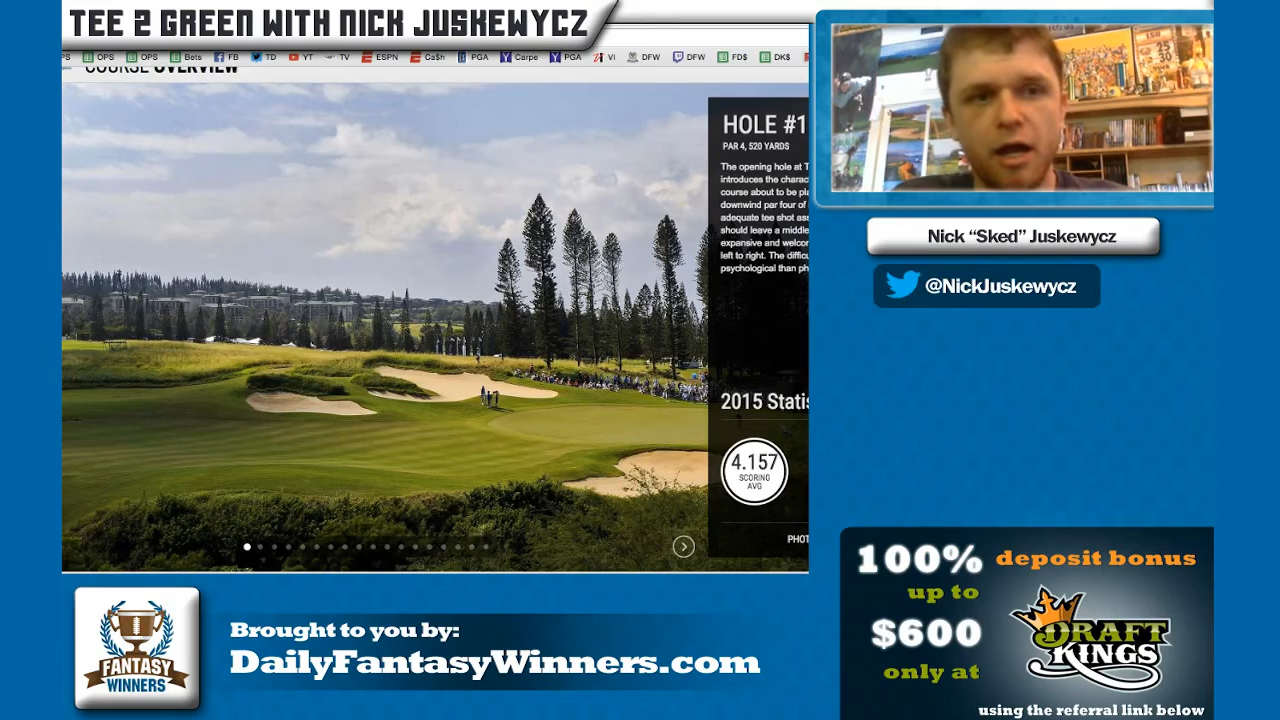 TEE 2 GREEN WITH NICK JUSKEWYCZ
PS OPS OPS Bets FB TD YT TV ESPN Ca$h PGA Carpe PGA VI DFW DFW FD$ DK$
COURSE OVERVIEW
HOLE #1
PAR 4, 520 YARDS
The opening hole at T
introduces the charac
course about to be pla
downwind par four of
adequate tee shot ass
should leave a middle
expansive and welcon
left to right. The difficu
psychological than ph
2015 Statis
4.157
SCORING
AVG
PHOT
Nick “Sked” Juskewycz
@NickJuskewycz
FANTASY
WINNERS
Brought to you by:
DailyFantasyWinners.com
100% deposit bonus
up to
$600
only at
DRAFT
KINGS
using the referral link below